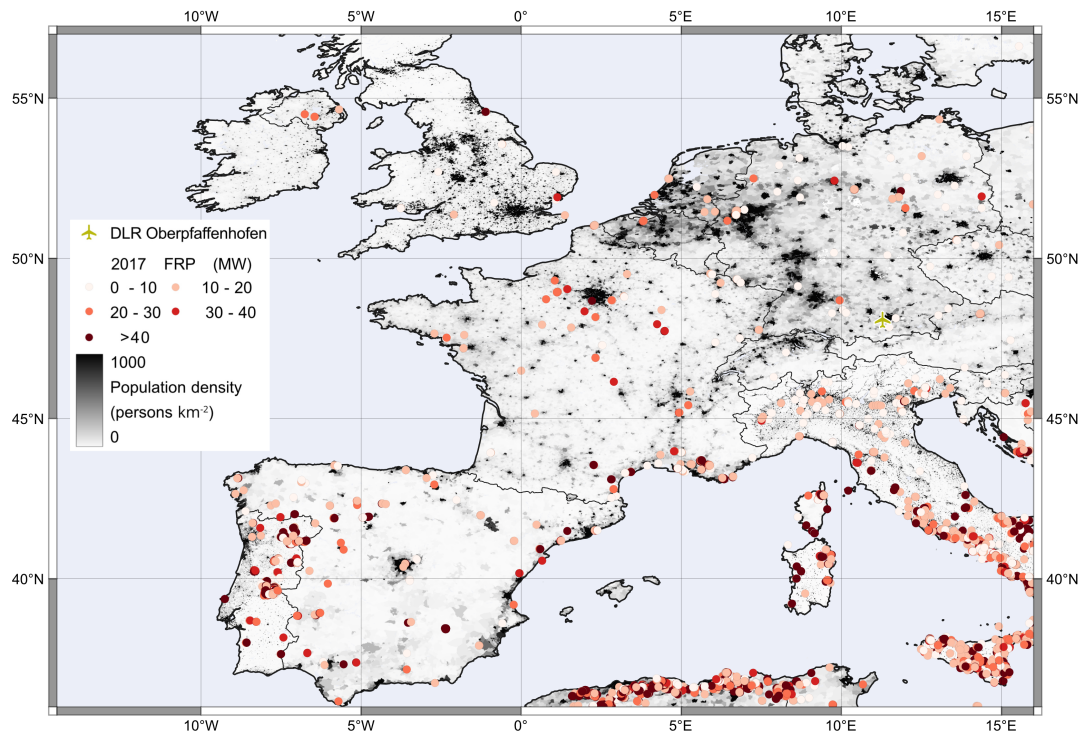 10°W 5°W 0° 5°E 10°E 15°E
55°N 55°N
DLR Oberpfaffenhofen
50°N 50°N
2017 FRP (MW)
0 - 10 10 - 20
20 - 30 30 - 40
>40
1000
Population density
(persons km-2)
0
45°N 45°N
40°N 40°N
10°W 5°W 0° 5°E 10°E 15°E